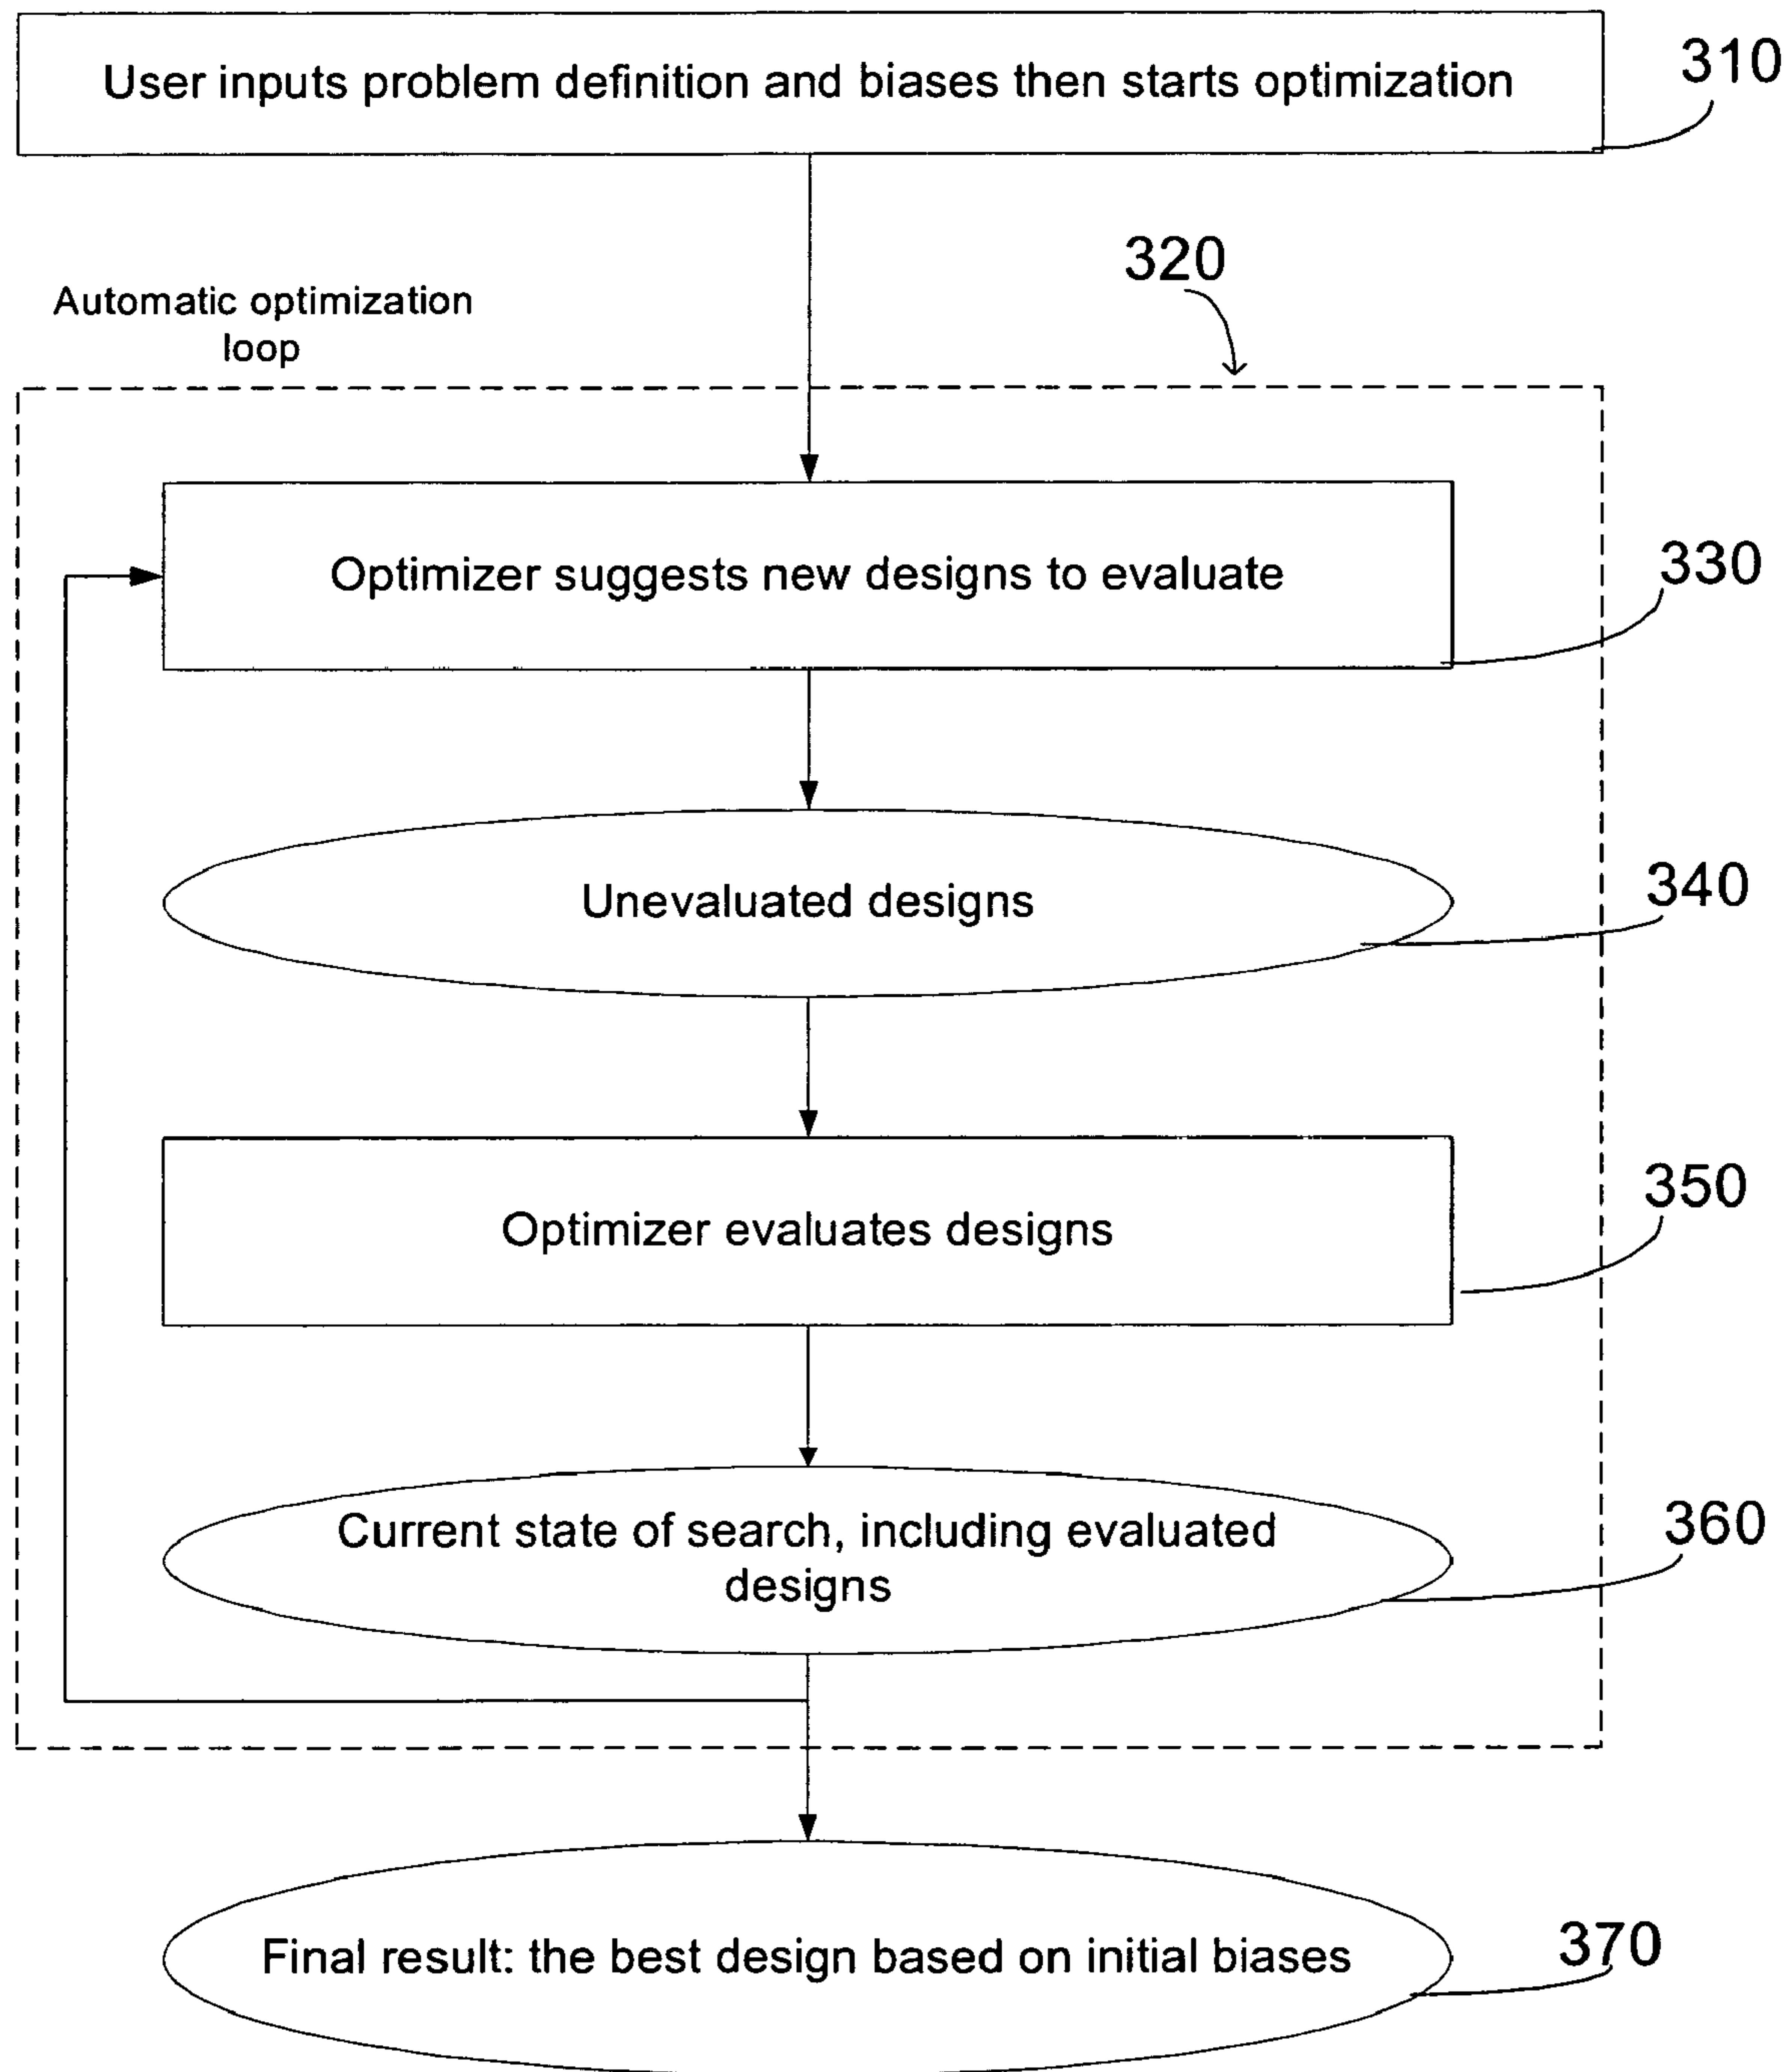 User inputs problem definition and biases then starts optimization
310
320
Automatic optimization
loop
Optimizer suggests new designs to evaluate
330
Unevaluated designs
340
Optimizer evaluates designs
350
Current state of search, including evaluated
designs
360
Final result: the best design based on initial biases
370